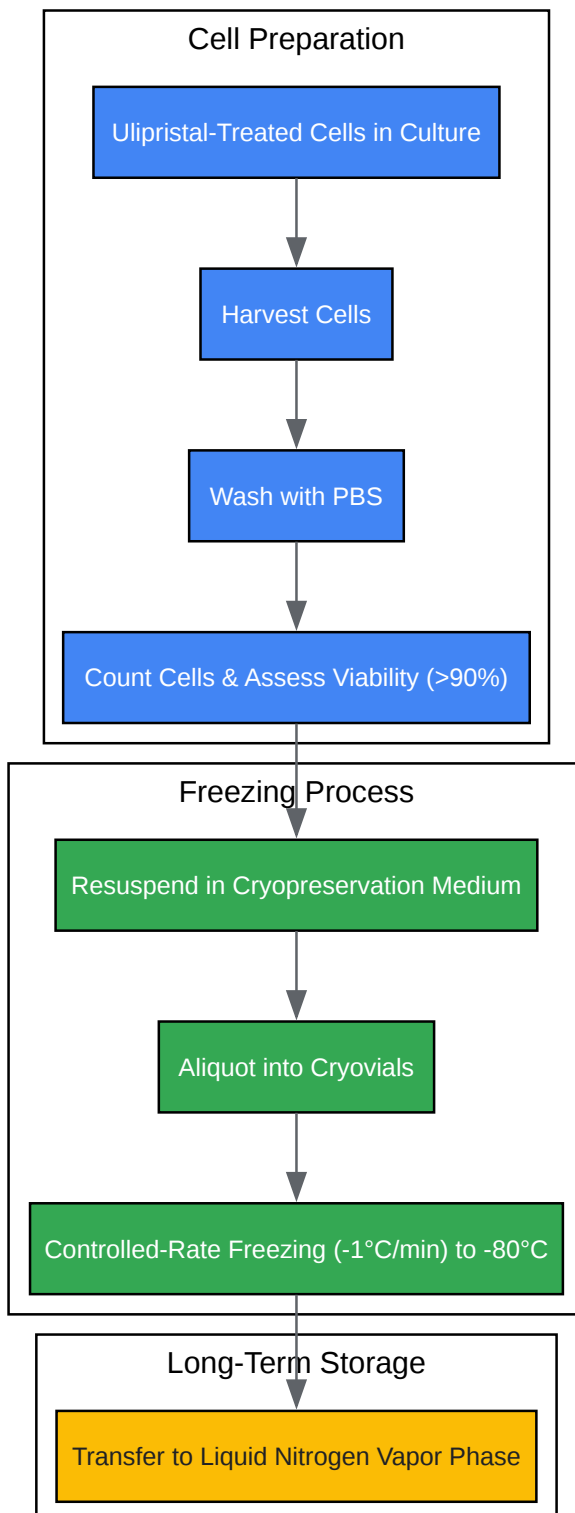 Cell Preparation
Ulipristal-Treated Cells in Culture
Harvest Cells
Wash with PBS
Count Cells & Assess Viability (>90%)
Freezing Process
Resuspend in Cryopreservation Medium
Aliquot into Cryovials
Controlled-Rate Freezing (-1°C/min) to -80°C
Long-Term Storage
Transfer to Liquid Nitrogen Vapor Phase